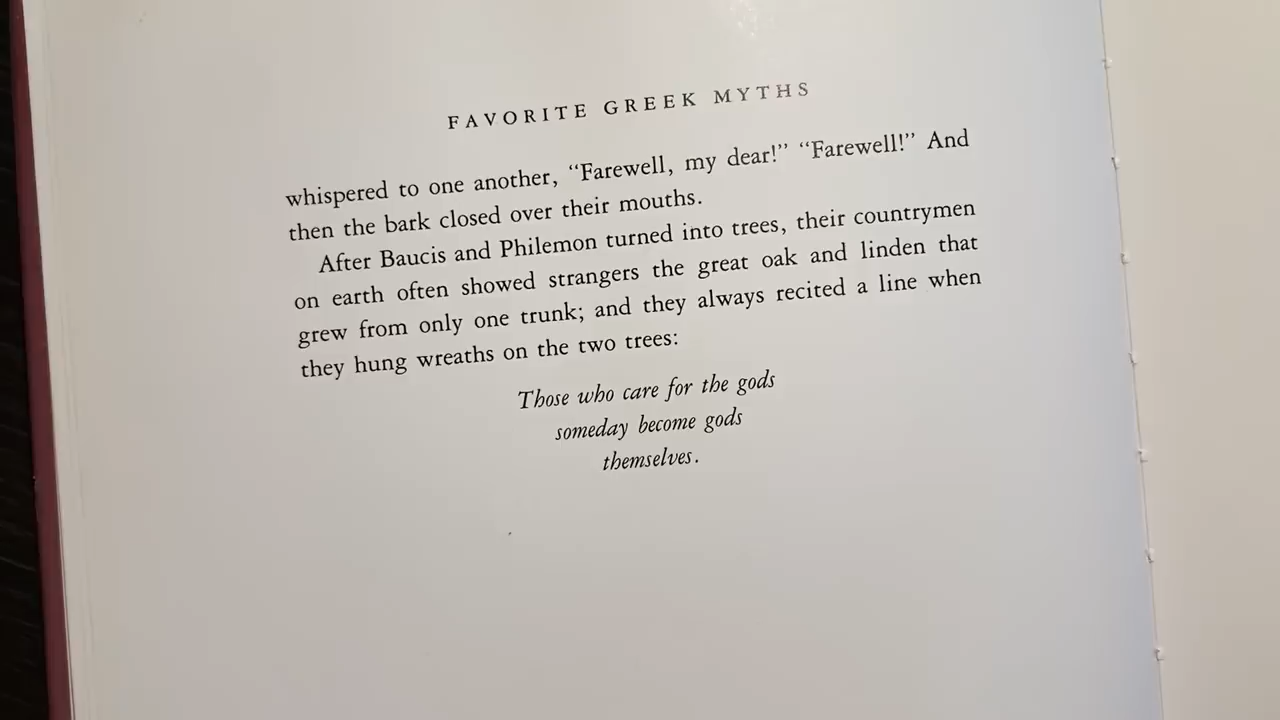 FAVORITE GREEK MYTHS
whispered to one another, “Farewell, my dear!” “Farewell!” And
then the bark closed over their mouths.
After Baucis and Philemon turned into trees, their countrymen
on earth often showed strangers the great oak and linden that
grew from only one trunk; and they always recited a line when
they hung wreaths on the two trees:
Those who care for the gods
someday become gods
themselves.